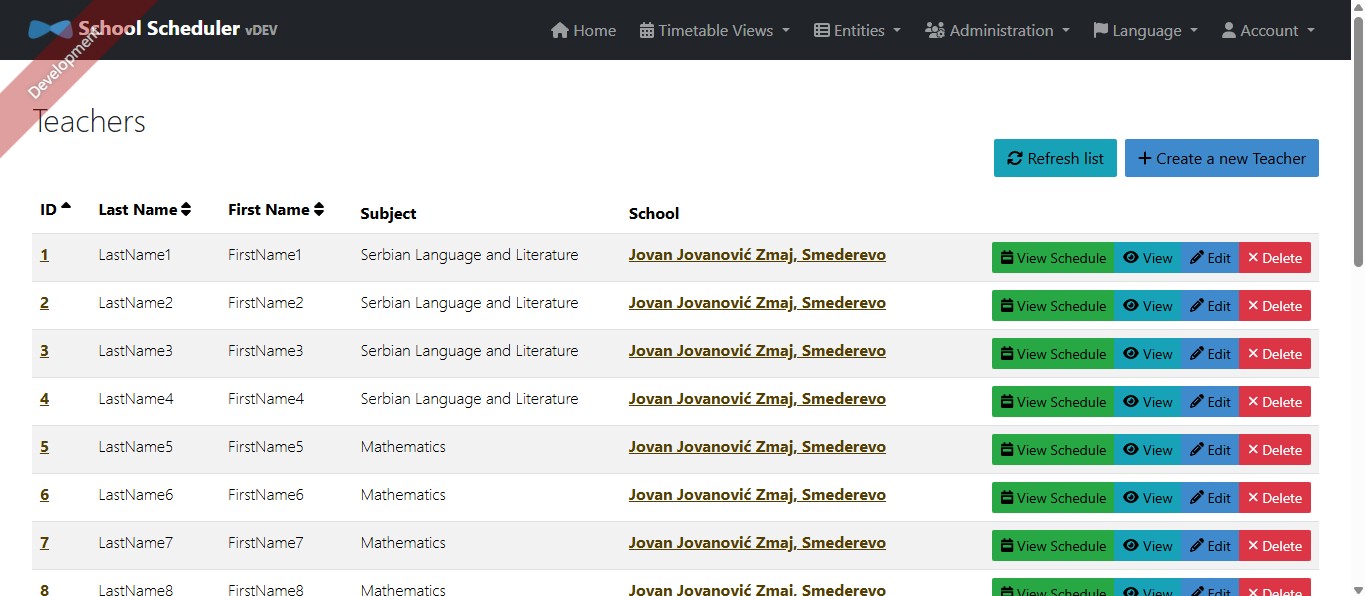 School Scheduler vDEV Home Timetable Views Entities Administration Language Account
Development
Teachers
Refresh list Create a new Teacher
ID Last Name First Name Subject School
1 LastName1 FirstName1 Serbian Language and Literature Jovan Jovanović Zmaj, Smederevo View Schedule View Edit Delete
2 LastName2 FirstName2 Serbian Language and Literature Jovan Jovanović Zmaj, Smederevo View Schedule View Edit Delete
3 LastName3 FirstName3 Serbian Language and Literature Jovan Jovanović Zmaj, Smederevo View Schedule View Edit Delete
4 LastName4 FirstName4 Serbian Language and Literature Jovan Jovanović Zmaj, Smederevo View Schedule View Edit Delete
5 LastName5 FirstName5 Mathematics Jovan Jovanović Zmaj, Smederevo View Schedule View Edit Delete
6 LastName6 FirstName6 Mathematics Jovan Jovanović Zmaj, Smederevo View Schedule View Edit Delete
7 LastName7 FirstName7 Mathematics Jovan Jovanović Zmaj, Smederevo View Schedule View Edit Delete
8 LastName8 FirstName8 Mathematics Jovan Jovanović Zmaj, Smederevo View Schedule View Edit Delete